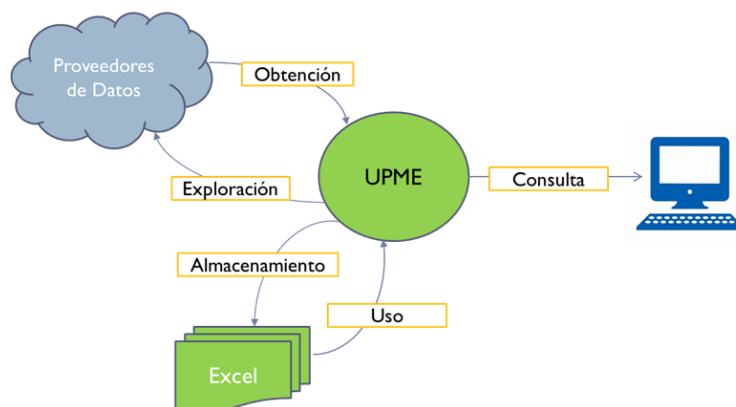 Proveedores
de Datos
Obtención
UPME
Consulta
Exploración
Almacenamiento
Uso
Excel